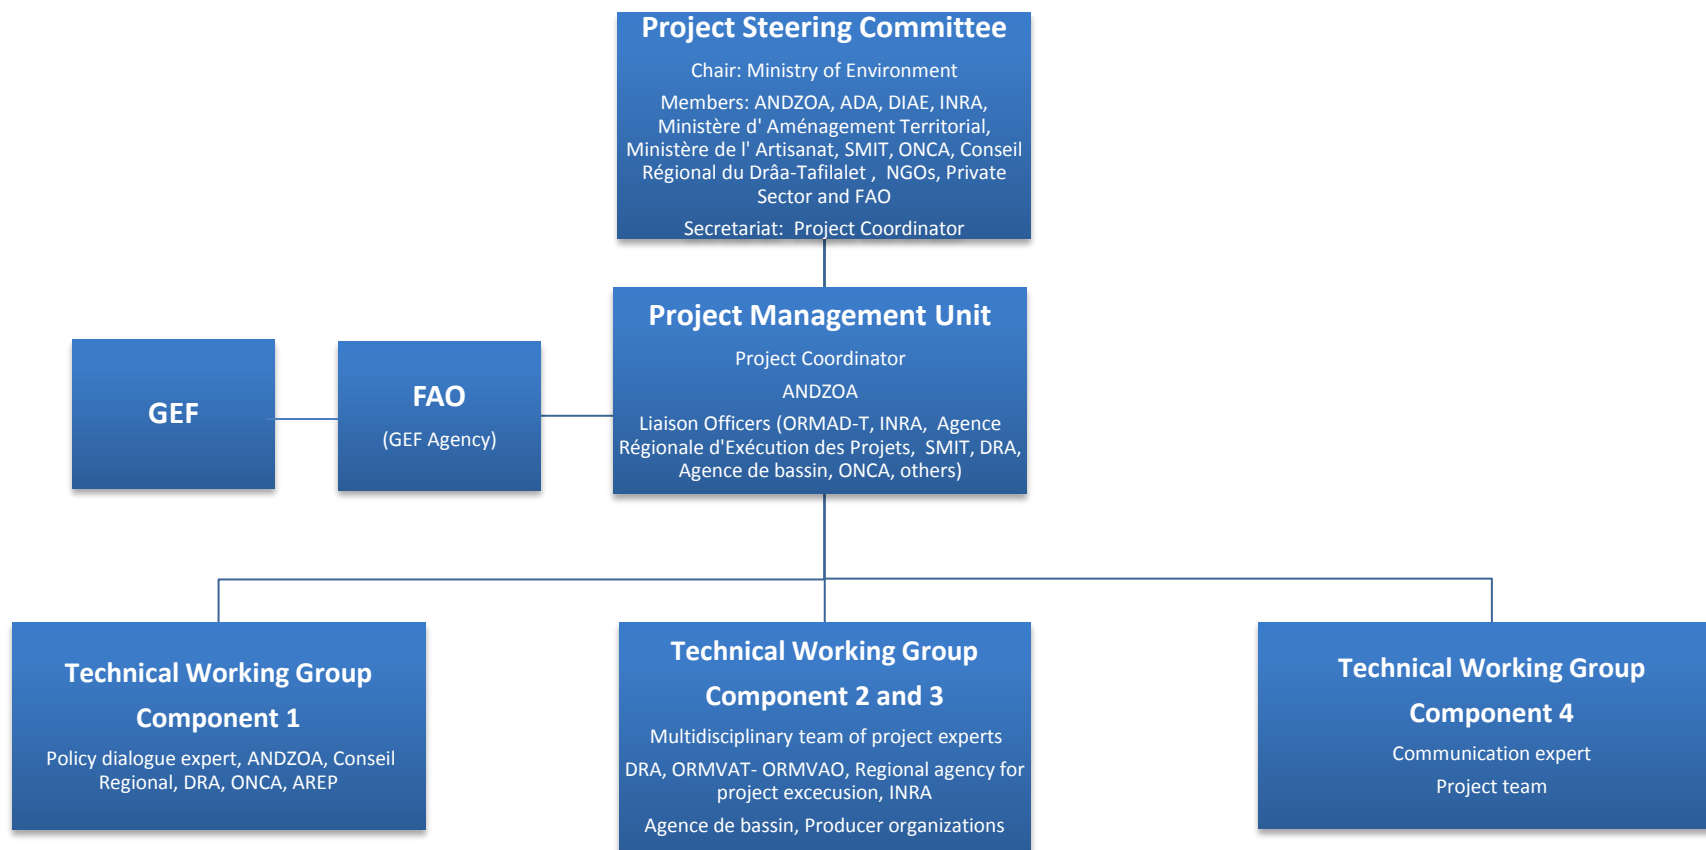 Project Steering Committee
Chair: Ministry of Environment
Members: ANDZOA, ADA, DIAE, INRA,
Ministère d' Aménagement Territorial,
Ministère de l' Artisanat, SMIT, ONCA, Conseil
Régional du Drâa-Tafilalet , NGOs, Private
Sector and FAO
Secretariat: Project Coordinator
Project Management Unit
Project Coordinator
ANDZOA
Liaison Officers (ORMAD-T, INRA, Agence
Régionale d'Exécution des Projets, SMIT, DRA,
Agence de bassin, ONCA, others)
GEF
FAO
(GEF Agency)
Technical Working Group
Component 1
Policy dialogue expert, ANDZOA, Conseil
Regional, DRA, ONCA, AREP
Technical Working Group
Component 2 and 3
Multidisciplinary team of project experts
DRA, ORMVAT- ORMVAO, Regional agency for
project excecusion, INRA
Agence de bassin, Producer organizations
Technical Working Group
Component 4
Communication expert
Project team